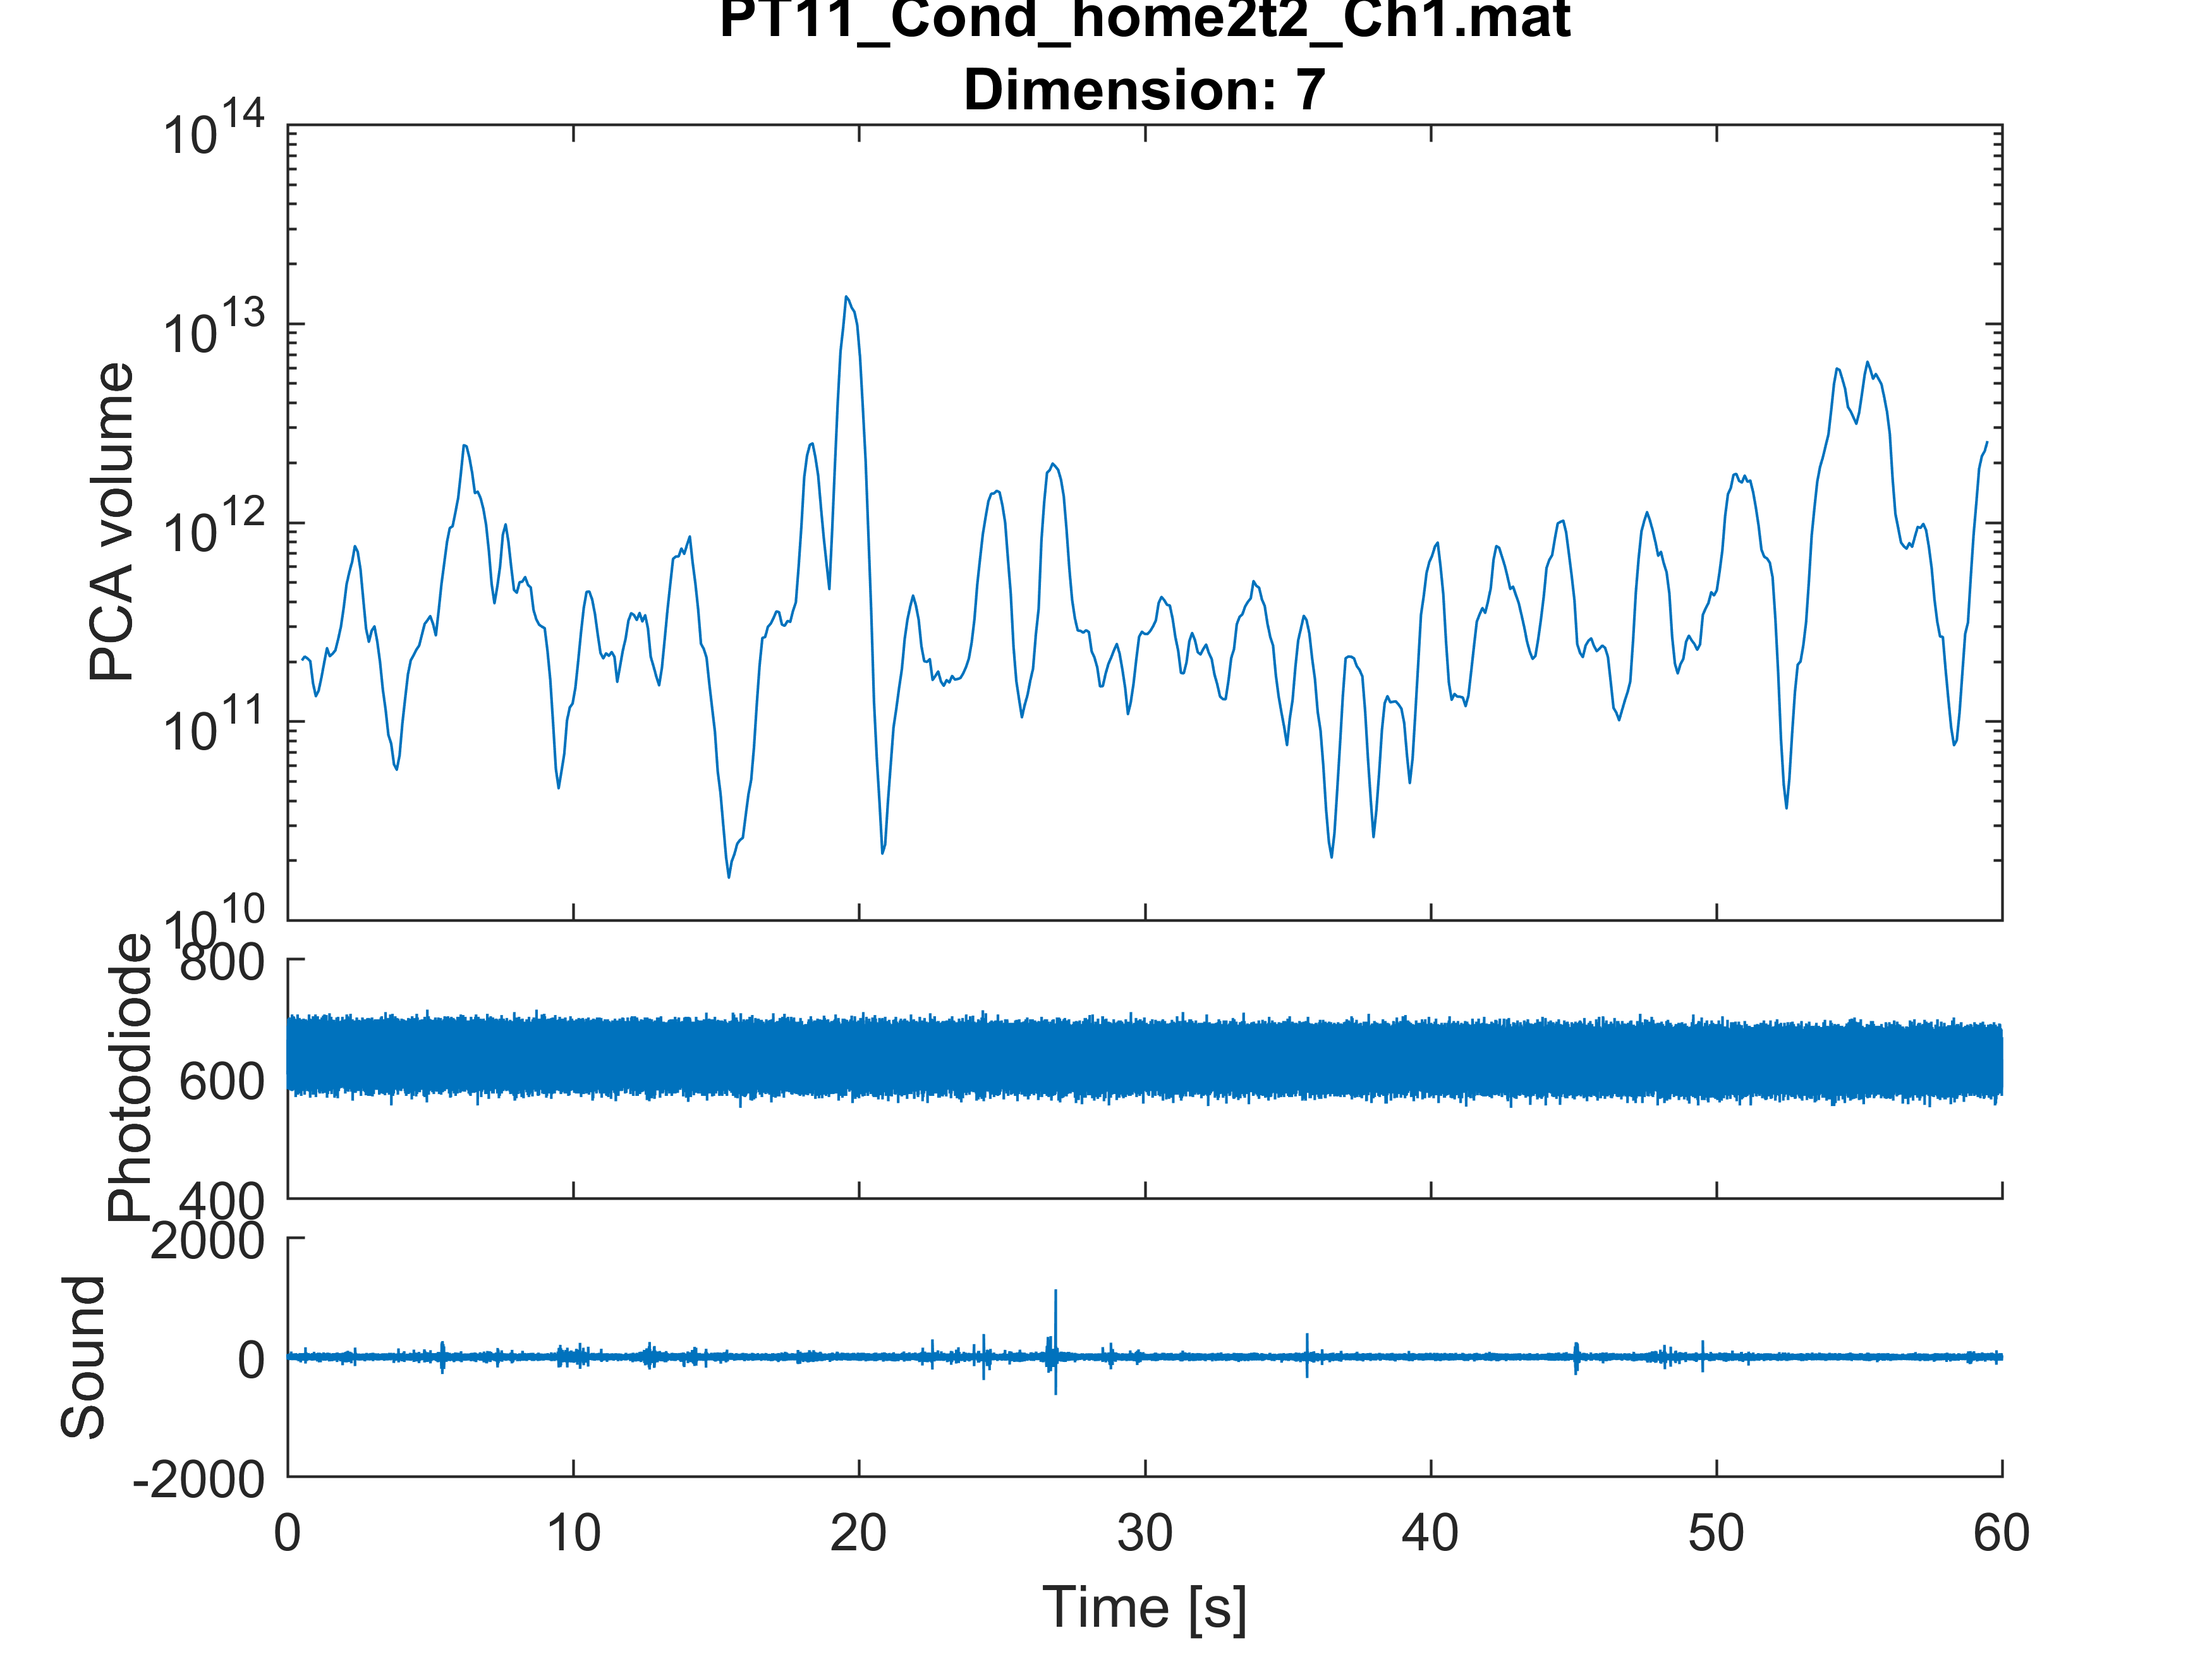 PT11_Cond_home2t2_Ch1.mat
Dimension: 7
10^14
10^13
10^12
10^11
10^10
PCA volume
800
600
400
Photodiode
2000
0
-2000
Sound
0 10 20 30 40 50 60
Time [s]